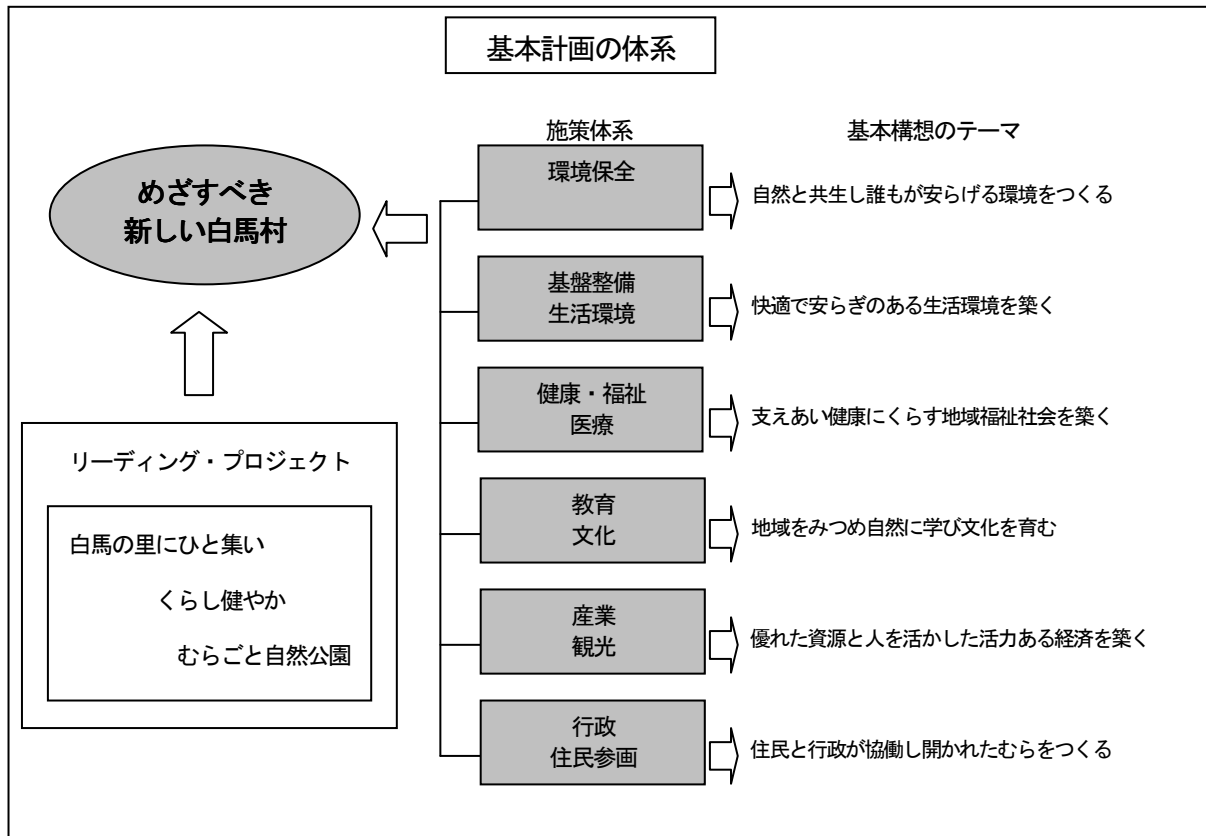 基本計画の体系
めざすべき
新しい白馬村
リーディング・プロジェクト
白馬の里にひと集い
くらし健やか
むらごと自然公園
施策体系
基本構想のテーマ
環境保全
自然と共生し誰もが安らげる環境をつくる
基盤整備
生活環境
快適で安らぎのある生活環境を築く
健康・福祉
医療
支えあい健康にくらす地域福祉社会を築く
教育
文化
地域をみつめ自然に学び文化を育む
産業
観光
優れた資源と人を活かした活力ある経済を築く
行政
住民参画
住民と行政が協働し開かれたむらをつくる